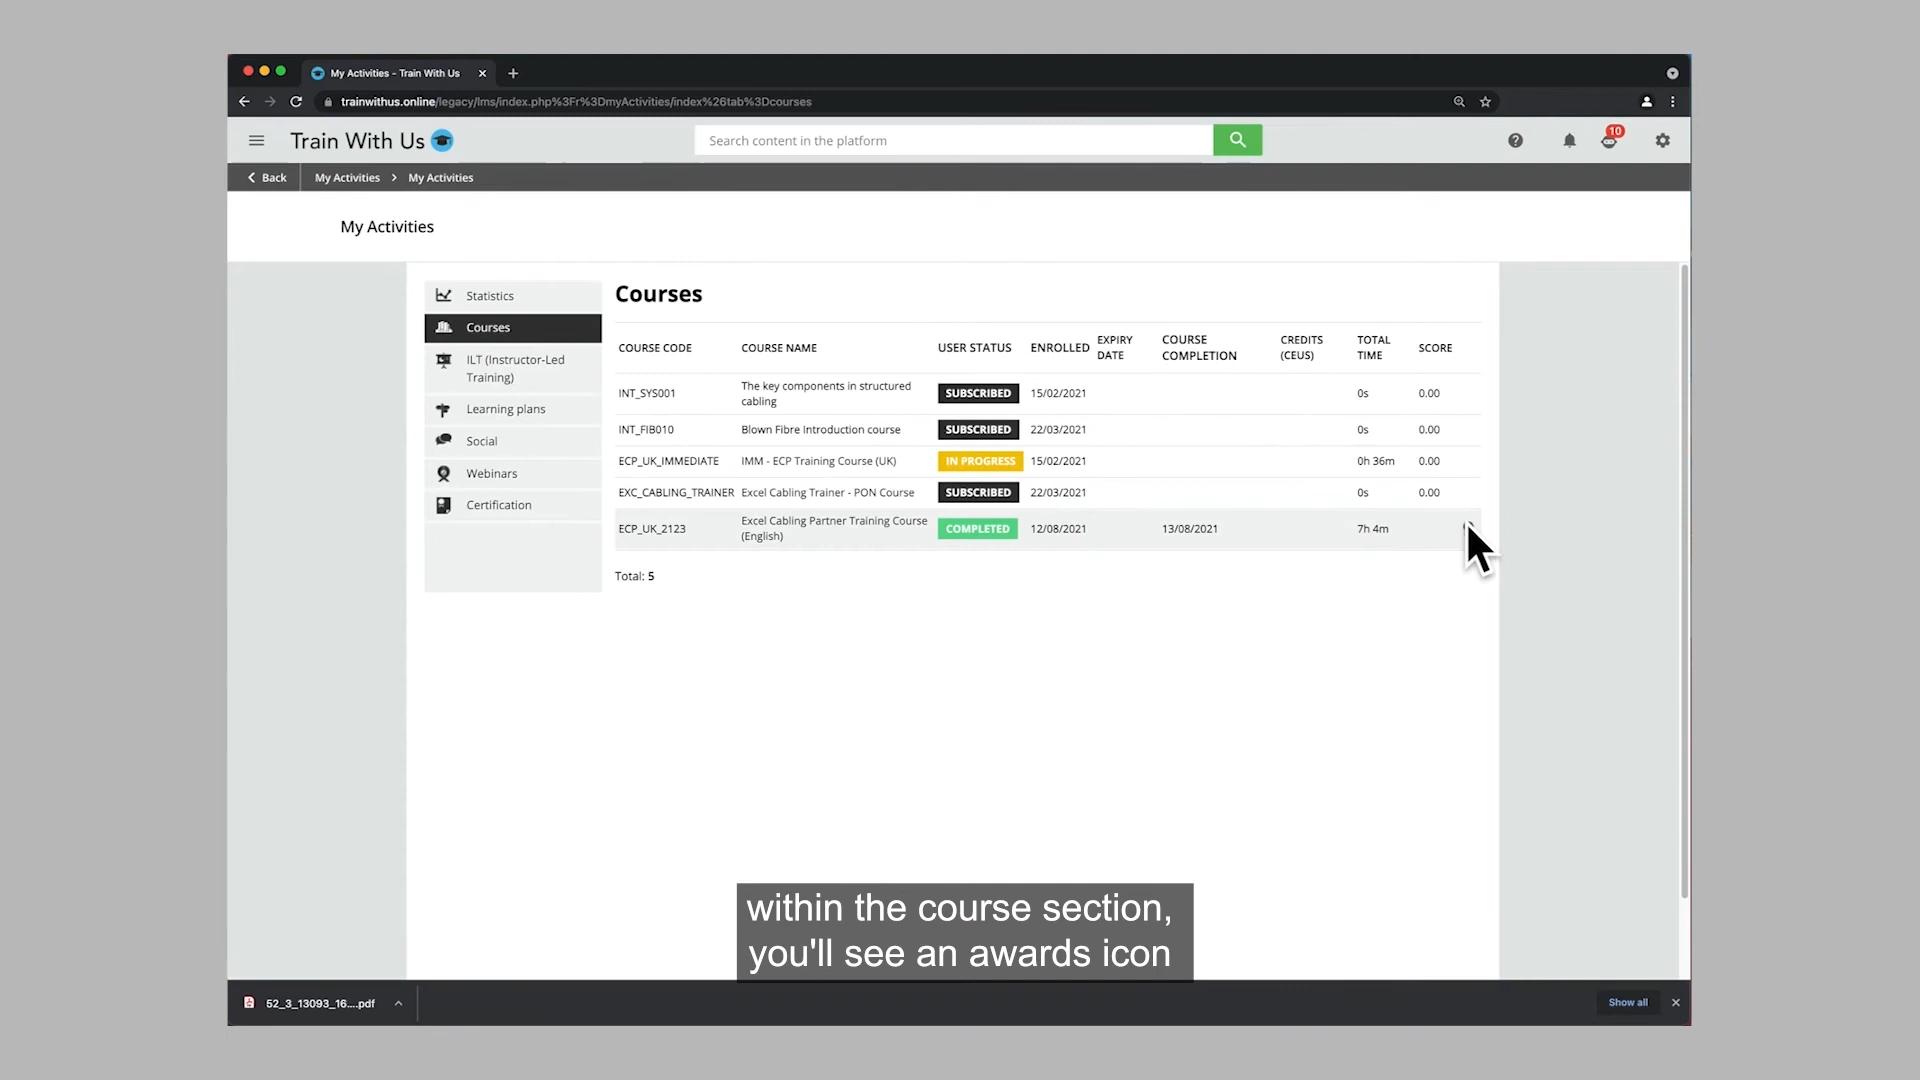 My Activities - Train With Us
trainwithus.online/legacy/lms/index.php%3Fr%3DmyActivities/index%26tab%3Dcourses
Train With Us
Search content in the platform
10
Back
My Activities > My Activities
My Activities
Statistics
Courses
ILT (Instructor-Led
Training)
Learning plans
Social
Webinars
Certification
Courses
COURSE CODE COURSE NAME USER STATUS ENROLLED EXPIRY DATE COURSE COMPLETION CREDITS (CEUS) TOTAL TIME SCORE
INT_SYS001 The key components in structured cabling SUBSCRIBED 15/02/2021 0s 0.00
INT_FIB010 Blown Fibre Introduction course SUBSCRIBED 22/03/2021 0s 0.00
ECP_UK_IMMEDIATE IMM - ECP Training Course (UK) IN PROGRESS 15/02/2021 0h 36m 0.00
EXC_CABLING_TRAINER Excel Cabling Trainer - PON Course SUBSCRIBED 22/03/2021 0s 0.00
ECP_UK_2123 Excel Cabling Partner Training Course (English) COMPLETED 12/08/2021 13/08/2021 7h 4m
Total: 5
within the course section,
you'll see an awards icon
52_3_13093_16....pdf
Show all